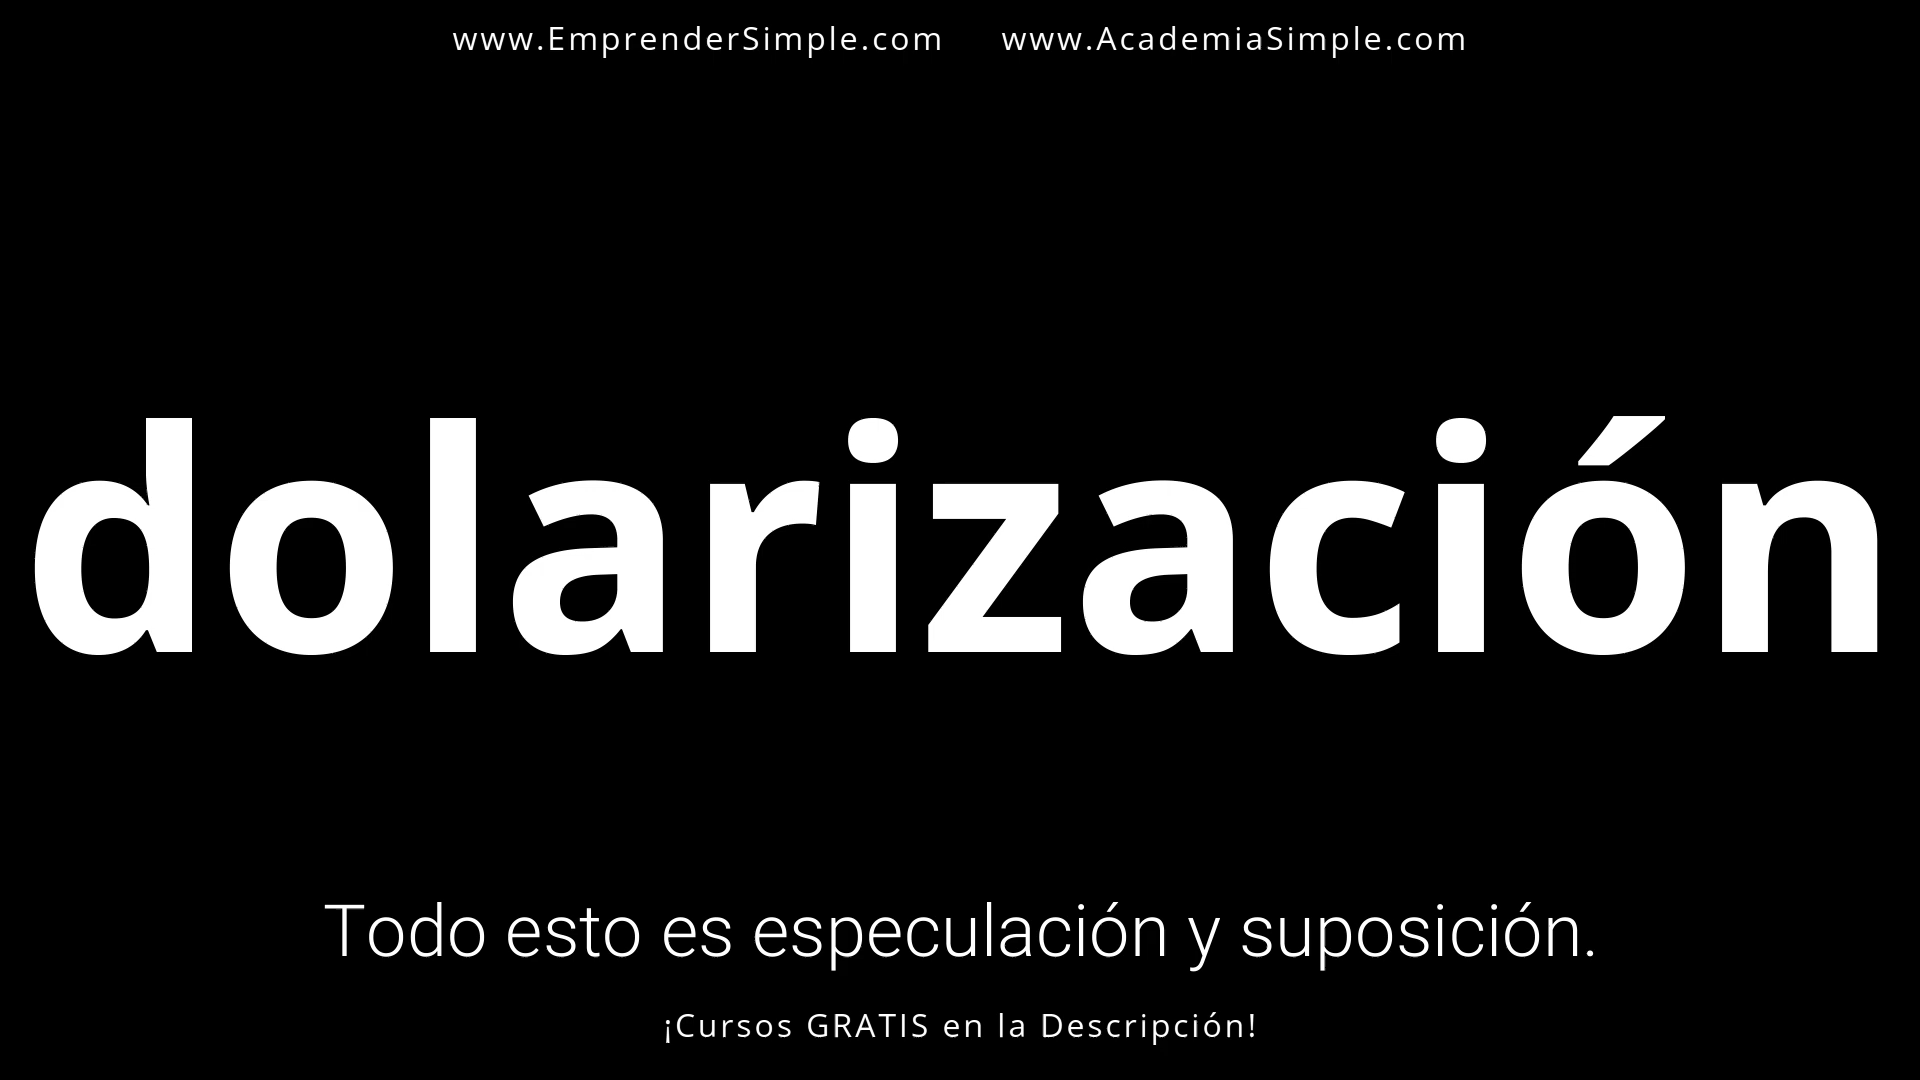 www.EmprenderSimple.com www.AcademiaSimple.com
dolarización
Todo esto es especulación y suposición.
¡Cursos GRATIS en la Descripción!